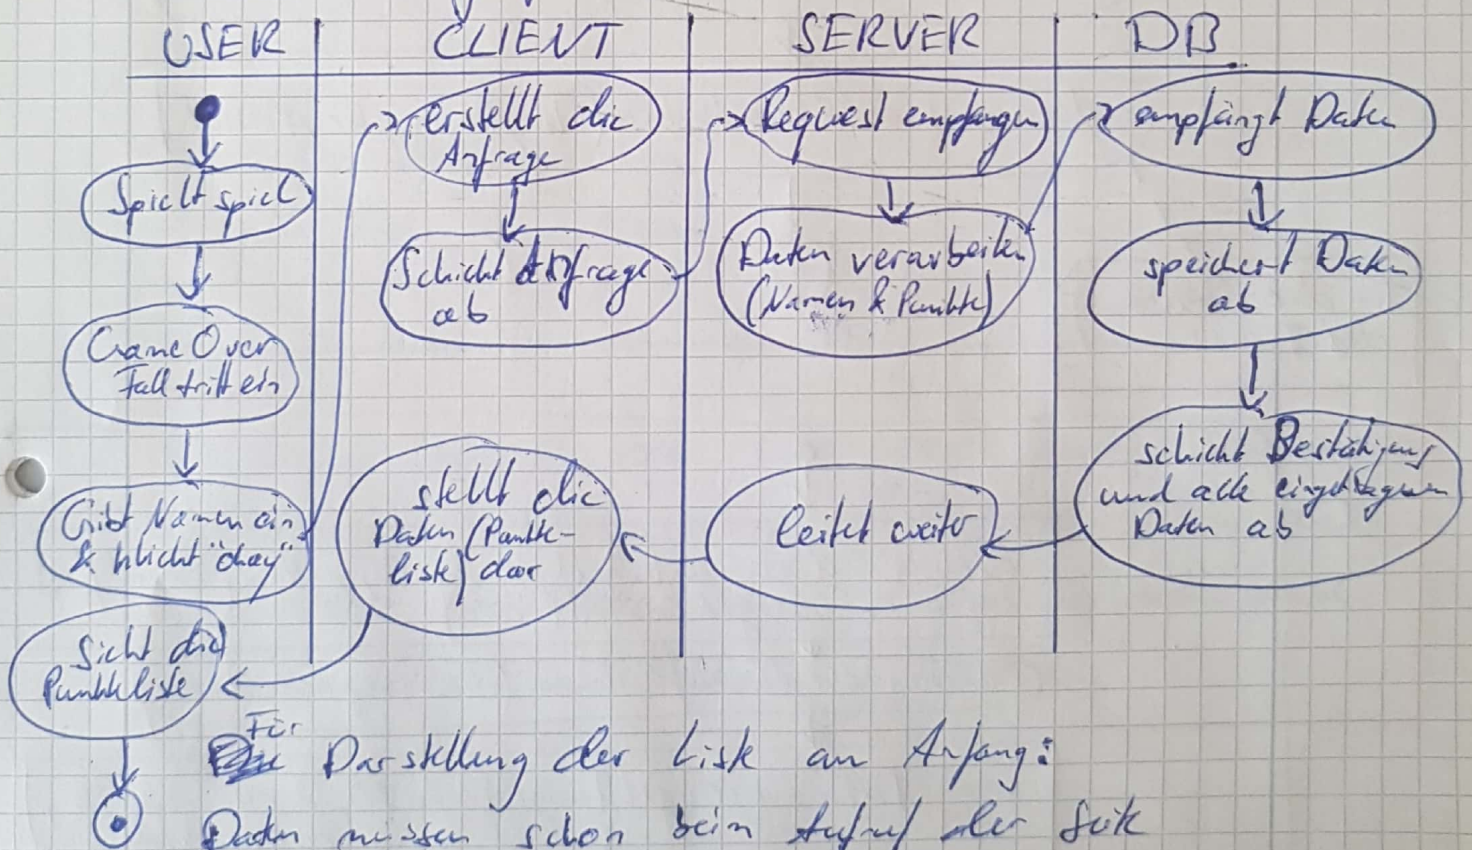 USER
CLIENT
SERVER
DB
Spielt spiel
Game Over
Fall tritt ein
Gibt Namen ein
& klickt "okay"
Sieht die
Punkteliste
erstellt die
Anfrage
Schickt Anfrage
ab
stellt die
Daten (Punkte-
liste) dar
Request empfangen
Daten verarbeiten
(Namen & Punkte)
leitet weiter
empfängt Daten
speichert Daten
ab
schickt Bestätigung
und alle eingetragenen
Daten ab
Für
Darstellung der Liste am Anfang:
Daten müssen schon beim Aufruf der Seite